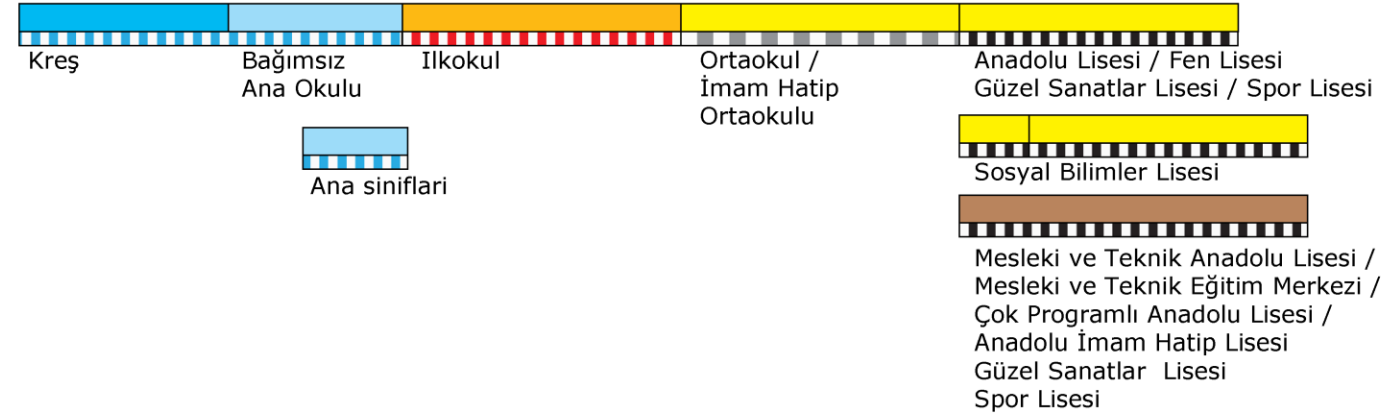 Kreş
Bağımsız
Ana Okulu
Ilkokul
Ortaokul /
İmam Hatip
Ortaokulu
Anadolu Lisesi / Fen Lisesi
Güzel Sanatlar Lisesi / Spor Lisesi
Ana siniflari
Sosyal Bilimler Lisesi
Mesleki ve Teknik Anadolu Lisesi /
Mesleki ve Teknik Eğitim Merkezi /
Çok Programlı Anadolu Lisesi /
Anadolu İmam Hatip Lisesi
Güzel Sanatlar Lisesi
Spor Lisesi